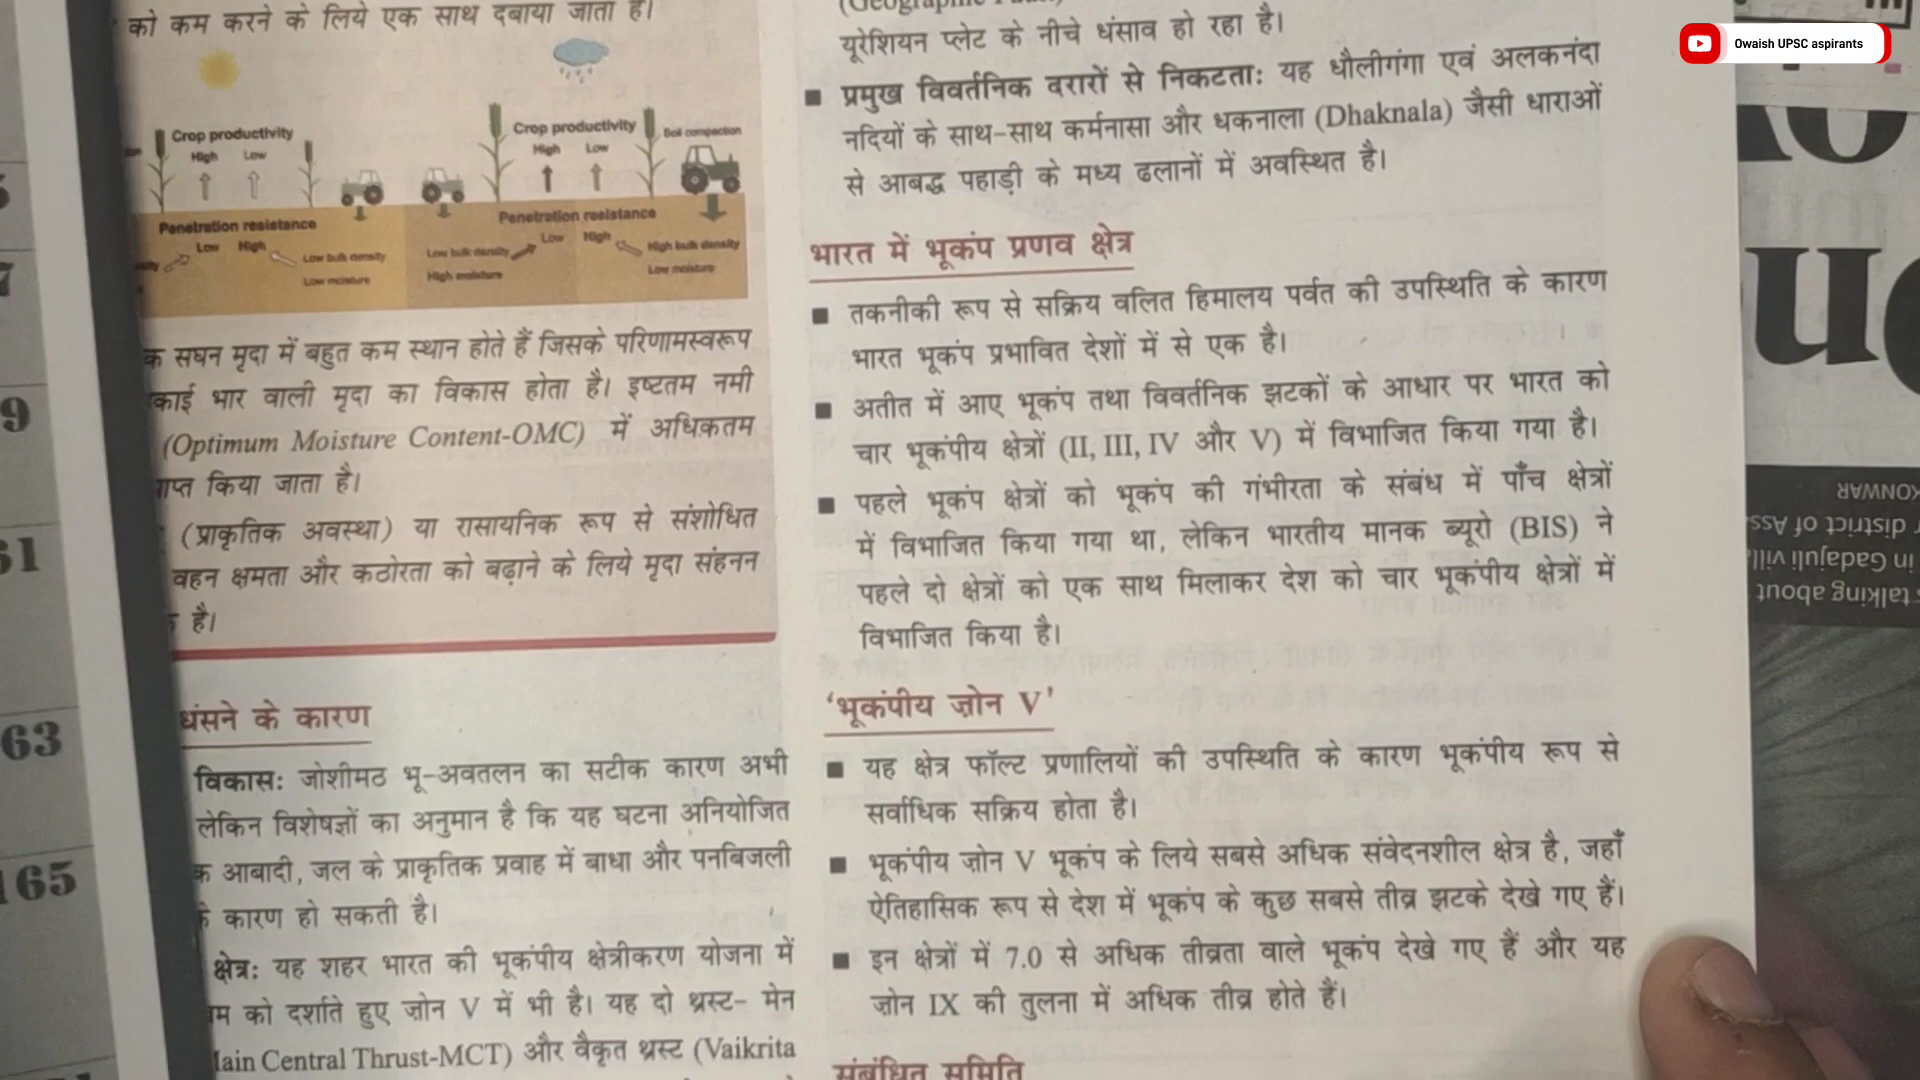 को कम करने के लिये एक साथ दबाया जाता है।
Crop productivity
High Low
Crop productivity
High Low
Soil compaction
Penetration resistance
Low High
Low bulk density
Low moisture
Penetration resistance
Low bulk density
Low High
High moisture
High bulk density
Low moisture
क सघन मृदा में बहुत कम स्थान होते हैं जिसके परिणामस्वरूप
काई भार वाली मृदा का विकास होता है। इष्टतम नमी
(Optimum Moisture Content-OMC) में अधिकतम
किया जाता है।
(प्राकृतिक अवस्था) या रासायनिक रूप से संशोधित
वहन क्षमता और कठोरता को बढ़ाने के लिये मृदा संहनन
है।
धंसने के कारण
विकास: जोशीमठ भू-अवतलन का सटीक कारण अभी
लेकिन विशेषज्ञों का अनुमान है कि यह घटना अनियोजित
क आबादी, जल के प्राकृतिक प्रवाह में बाधा और पनबिजली
के कारण हो सकती है।
क्षेत्र: यह शहर भारत की भूकंपीय क्षेत्रीकरण योजना में
को दर्शाते हुए ज़ोन V में भी है। यह दो थ्रस्ट- मेन
Central Thrust-MCT) और वैकृत थ्रस्ट (Vaikrita
यूरेशियन प्लेट के नीचे धंसाव हो रहा है।
■ प्रमुख विवर्तनिक दरारों से निकटता: यह धौलीगंगा एवं अलकनंदा
नदियों के साथ-साथ कर्मनासा और धकनाला (Dhaknala) जैसी धाराओं
से आबद्ध पहाड़ी के मध्य ढलानों में अवस्थित है।
भारत में भूकंप प्रणव क्षेत्र
■ तकनीकी रूप से सक्रिय वलित हिमालय पर्वत की उपस्थिति के कारण
भारत भूकंप प्रभावित देशों में से एक है।
■ अतीत में आए भूकंप तथा विवर्तनिक झटकों के आधार पर भारत को
चार भूकंपीय क्षेत्रों (II, III, IV और V) में विभाजित किया गया है।
■ पहले भूकंप क्षेत्रों को भूकंप की गंभीरता के संबंध में पाँच क्षेत्रों
में विभाजित किया गया था, लेकिन भारतीय मानक ब्यूरो (BIS) ने
पहले दो क्षेत्रों को एक साथ मिलाकर देश को चार भूकंपीय क्षेत्रों में
विभाजित किया है।
‘भूकंपीय ज़ोन V’
■ यह क्षेत्र फॉल्ट प्रणालियों की उपस्थिति के कारण भूकंपीय रूप से
सर्वाधिक सक्रिय होता है।
■ भूकंपीय ज़ोन V भूकंप के लिये सबसे अधिक संवेदनशील क्षेत्र है, जहाँ
ऐतिहासिक रूप से देश में भूकंप के कुछ सबसे तीव्र झटके देखे गए हैं।
■ इन क्षेत्रों में 7.0 से अधिक तीव्रता वाले भूकंप देखे गए हैं और यह
ज़ोन IX की तुलना में अधिक तीव्र होते हैं।
संबंधित समिति
Owaish UPSC aspirants
KONWAR
district of
in Gadajuli
talking about
9
61
63
165